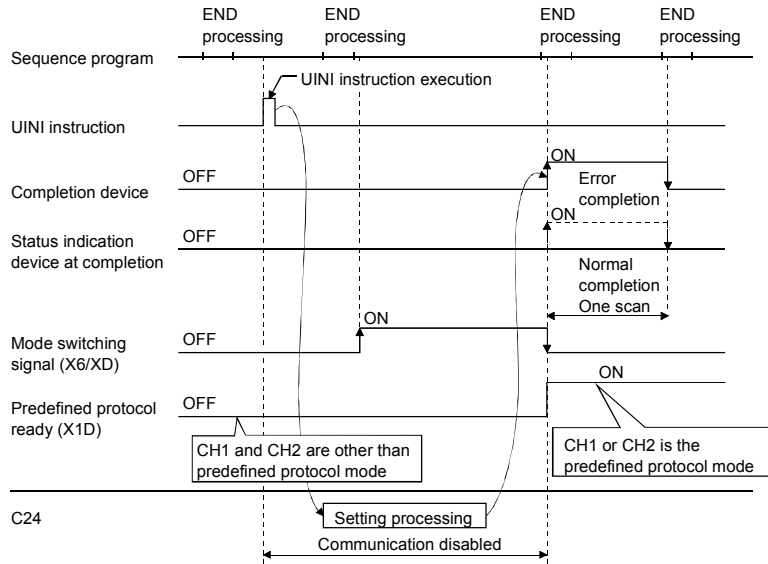 END
processing
END
processing
END
processing
END
processing
Sequence program
UINI instruction execution
UINI instruction
ON
OFF
Completion device
Error
completion
ON
OFF
Status indication
device at completion
Normal
completion
One scan
ON
OFF
Mode switching
signal (X6/XD)
ON
OFF
Predefined protocol
ready (X1D)
CH1 and CH2 are other than
predefined protocol mode
CH1 or CH2 is the
predefined protocol mode
C24
Setting processing
Communication disabled